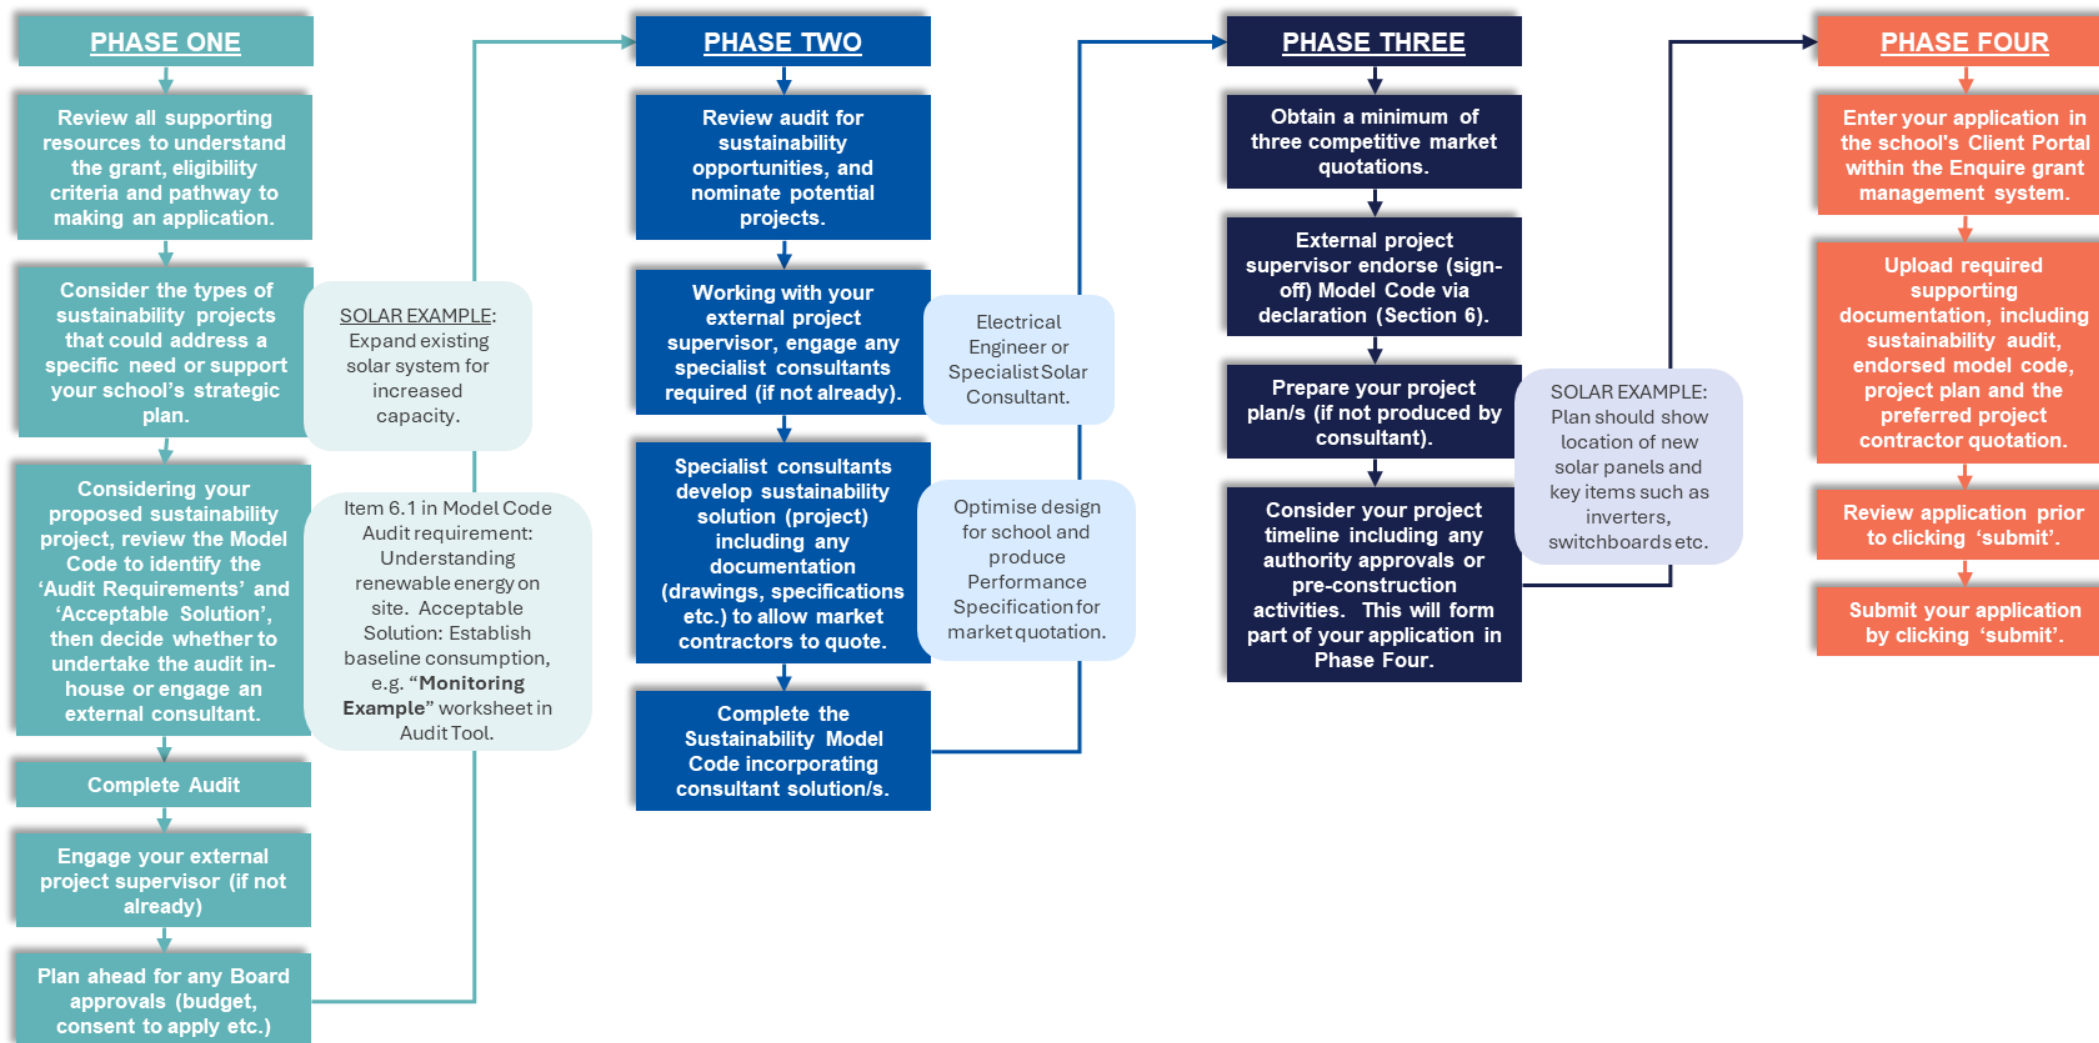 PHASE ONE
Review all supporting
resources to understand
the grant, eligibility
criteria and pathway to
making an application.
Consider the types of
sustainability projects
that could address a
specific need or support
your school’s strategic
plan.
SOLAR EXAMPLE:
Expand existing
solar system for
increased
capacity.
Considering your
proposed sustainability
project, review the Model
Code to identify the
‘Audit Requirements’ and
‘Acceptable Solution’,
then decide whether to
undertake the audit in-
house or engage an
external consultant.
Item 6.1 in Model Code
Audit requirement:
Understanding
renewable energy on
site. Acceptable
Solution: Establish
baseline consumption,
e.g. “Monitoring
Example” worksheet in
Audit Tool.
Complete Audit
Engage your external
project supervisor (if not
already)
Plan ahead for any Board
approvals (budget,
consent to apply etc.)
PHASE TWO
Review audit for
sustainability
opportunities, and
nominate potential
projects.
Working with your
external project
supervisor, engage any
specialist consultants
required (if not already).
Electrical
Engineer or
Specialist Solar
Consultant.
Specialist consultants
develop sustainability
solution (project)
including any
documentation
(drawings, specifications
etc.) to allow market
contractors to quote.
Optimise design
for school and
produce
Performance
Specification for
market quotation.
Complete the
Sustainability Model
Code incorporating
consultant solution/s.
PHASE THREE
Obtain a minimum of
three competitive market
quotations.
External project
supervisor endorse (sign-
off) Model Code via
declaration (Section 6).
Prepare your project
plan/s (if not produced by
consultant).
SOLAR EXAMPLE:
Plan should show
location of new
solar panels and
key items such as
inverters,
switchboards etc.
Consider your project
timeline including any
authority approvals or
pre-construction
activities. This will form
part of your application in
Phase Four.
PHASE FOUR
Enter your application in
the school's Client Portal
within the Enquire grant
management system.
Upload required
supporting
documentation, including
sustainability audit,
endorsed model code,
project plan and the
preferred project
contractor quotation.
Review application prior
to clicking ‘submit’.
Submit your application
by clicking ‘submit’.